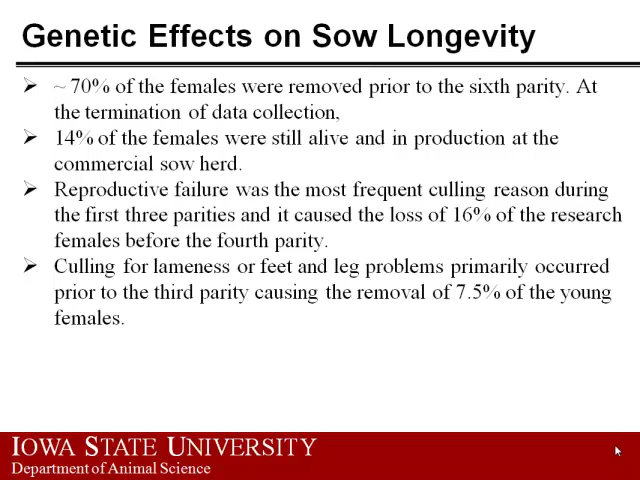 Genetic Effects on Sow Longevity
➢ ~ 70% of the females were removed prior to the sixth parity. At
the termination of data collection,
➢ 14% of the females were still alive and in production at the
commercial sow herd.
➢ Reproductive failure was the most frequent culling reason during
the first three parities and it caused the loss of 16% of the research
females before the fourth parity.
➢ Culling for lameness or feet and leg problems primarily occurred
prior to the third parity causing the removal of 7.5% of the young
females.
IOWA STATE UNIVERSITY
Department of Animal Science